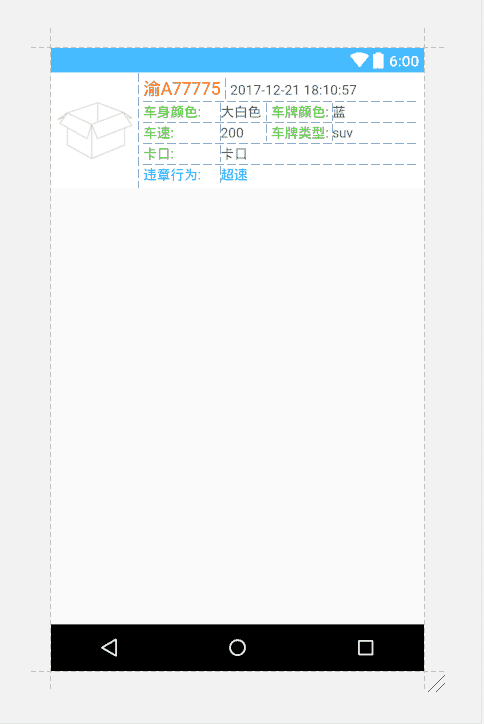 6:00
渝A77775 2017-12-21 18:10:57
车身颜色: 大白色 车牌颜色: 蓝
车速: 200 车牌类型: suv
卡口: 卡口
违章行为: 超速